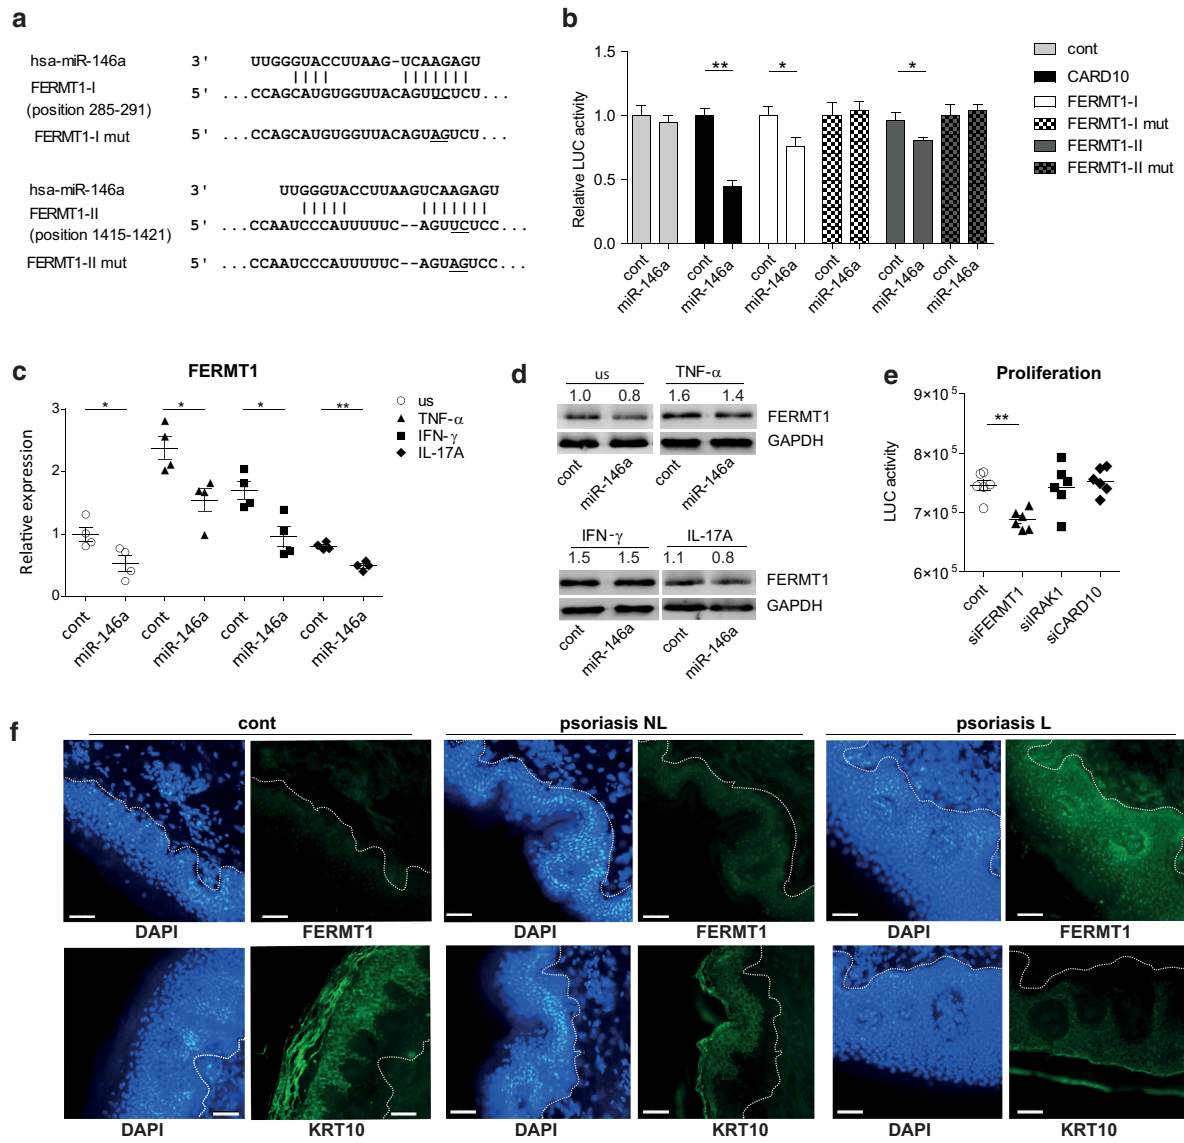 a
hsa-miR-146a 3' UUGGGUACCUUAAG-UCAAGAGU
FERMT1-I 5' ...CCAGCAUGUGGUUACAGUUCUCU...
(position 285-291)
FERMT1-I mut 5' ...CCAGCAUGUGGUUACAGUAGUCU...
hsa-miR-146a 3' UUGGGUACCUUAAGUCAAGAGU
FERMT1-II 5' ...CCAAUCCCAUUUUUC--AGUUCUCC...
(position 1415-1421)
FERMT1-II mut 5' ...CCAAUCCCAUUUUUC--AGUAGUCC...
b
Relative LUC activity
1.5
1.0
0.5
0.0
** * *
cont miR-146a cont miR-146a cont miR-146a cont miR-146a cont miR-146a cont miR-146a
cont
CARD10
FERMT1-I
FERMT1-I mut
FERMT1-II
FERMT1-II mut
c
FERMT1
Relative expression
3
2
1
0
* * * **
cont miR-146a cont miR-146a cont miR-146a cont miR-146a
us
TNF-α
IFN-γ
IL-17A
d
us TNF-α
1.0 0.8 1.6 1.4
FERMT1
GAPDH
cont miR-146a cont miR-146a
IFN-γ IL-17A
1.5 1.5 1.1 0.8
FERMT1
GAPDH
cont miR-146a cont miR-146a
e
Proliferation
LUC activity
9×10⁵
8×10⁵
7×10⁵
6×10⁵
**
cont siFERMT1 siIRAK1 siCARD10
f
cont psoriasis NL psoriasis L
DAPI FERMT1 DAPI FERMT1 DAPI FERMT1
DAPI KRT10 DAPI KRT10 DAPI KRT10